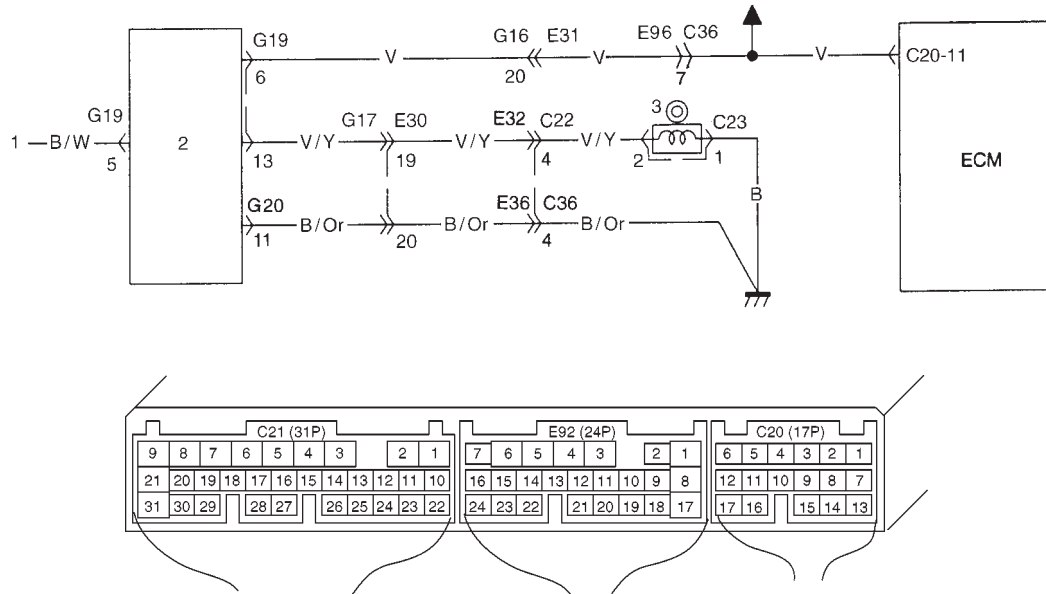 G19 G16 E31 E96 C36
V V V C20-11
6 20 7
G19 3
1 B/W 2 V/Y G17 E30 V/Y E32 C22 V/Y C23 ECM
5 13 19 4 2 1
B
G20 E36 C36
B/Or B/Or B/Or
11 20 4
C21 (31P) E92 (24P) C20 (17P)
9 8 7 6 5 4 3 2 1 7 6 5 4 3 2 1 6 5 4 3 2 1
21 20 19 18 17 16 15 14 13 12 11 10 16 15 14 13 12 11 10 9 8 12 11 10 9 8 7
31 30 29 28 27 26 25 24 23 22 24 23 22 21 20 19 18 17 17 16 15 14 13